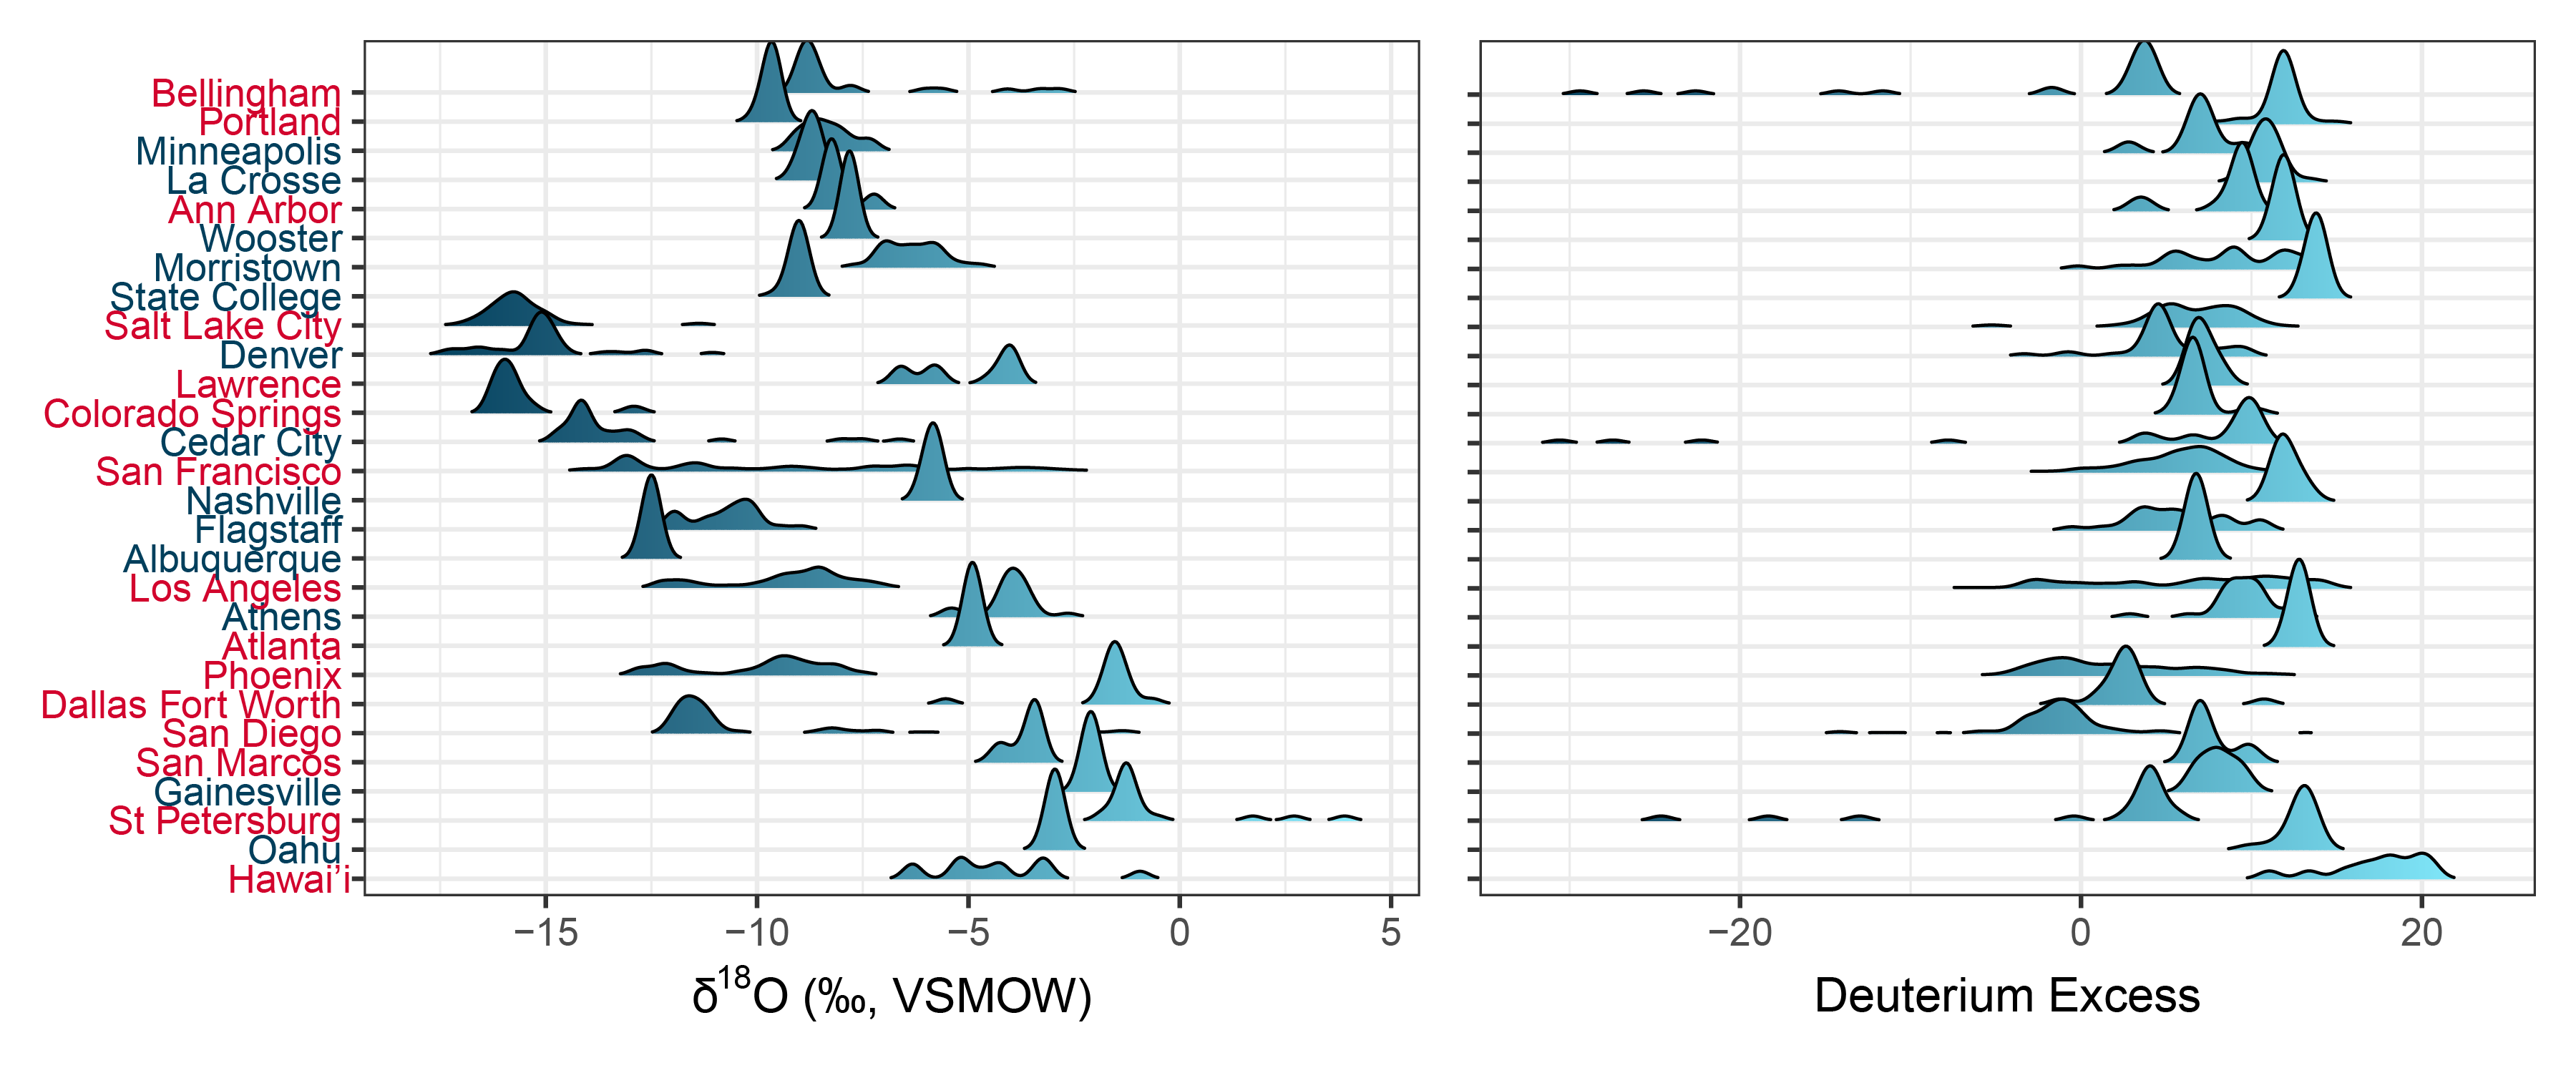 Bellingham
Portland
Minneapolis
La Crosse
Ann Arbor
Wooster
Morristown
State College
Salt Lake City
Denver
Lawrence
Colorado Springs
Cedar City
San Francisco
Nashville
Flagstaff
Albuquerque
Los Angeles
Athens
Atlanta
Phoenix
Dallas Fort Worth
San Diego
San Marcos
Gainesville
St Petersburg
Oahu
Hawai'i
−15 −10 −5 0 5
−20 0 20
δ¹⁸O (‰, VSMOW)
Deuterium Excess